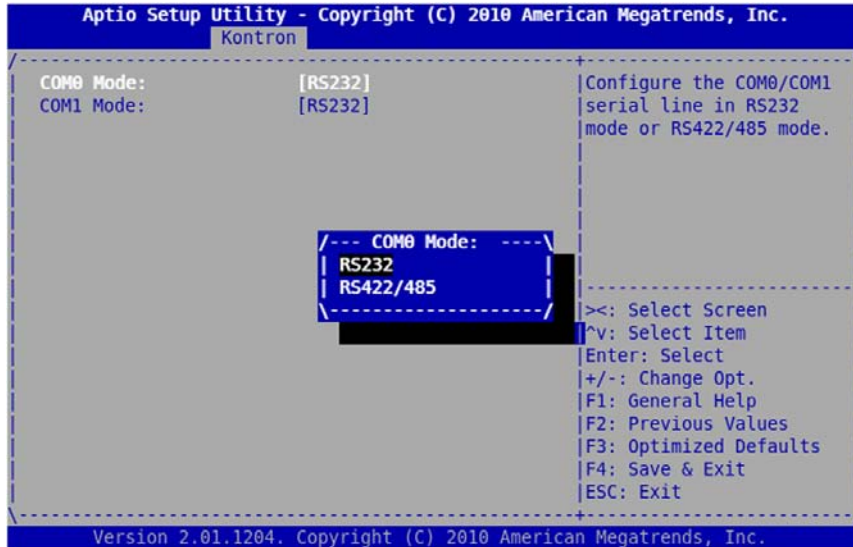 Aptio Setup Utility - Copyright (C) 2010 American Megatrends, Inc.
Kontron
COM0 Mode: [RS232]
COM1 Mode: [RS232]
Configure the COM0/COM1
serial line in RS232
mode or RS422/485 mode.
COM0 Mode:
RS232
RS422/485
><: Select Screen
^v: Select Item
Enter: Select
+/-: Change Opt.
F1: General Help
F2: Previous Values
F3: Optimized Defaults
F4: Save & Exit
ESC: Exit
Version 2.01.1204. Copyright (C) 2010 American Megatrends, Inc.